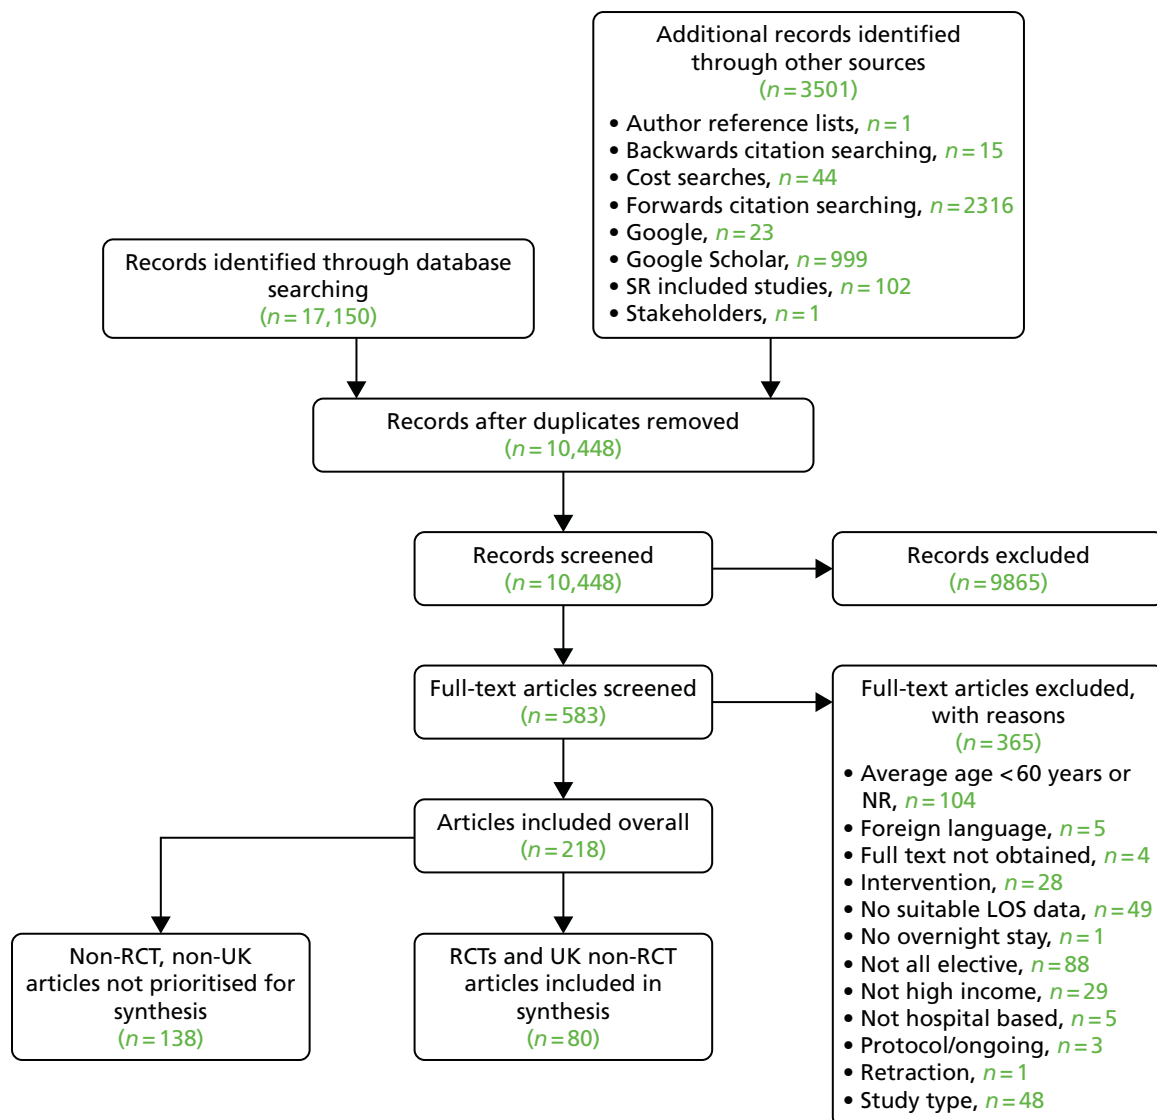 Additional records identified
through other sources
(n = 3501)
• Author reference lists, n = 1
• Backwards citation searching, n = 15
• Cost searches, n = 44
• Forwards citation searching, n = 2316
• Google, n = 23
• Google Scholar, n = 999
• SR included studies, n = 102
• Stakeholders, n = 1
Records identified through database
searching
(n = 17,150)
Records after duplicates removed
(n = 10,448)
Records screened
(n = 10,448)
Records excluded
(n = 9865)
Full-text articles screened
(n = 583)
Full-text articles excluded,
with reasons
(n = 365)
• Average age < 60 years or
NR, n = 104
• Foreign language, n = 5
• Full text not obtained, n = 4
• Intervention, n = 28
• No suitable LOS data, n = 49
• No overnight stay, n = 1
• Not all elective, n = 88
• Not high income, n = 29
• Not hospital based, n = 5
• Protocol/ongoing, n = 3
• Retraction, n = 1
• Study type, n = 48
Articles included overall
(n = 218)
Non-RCT, non-UK
articles not prioritised for
synthesis
(n = 138)
RCTs and UK non-RCT
articles included in
synthesis
(n = 80)